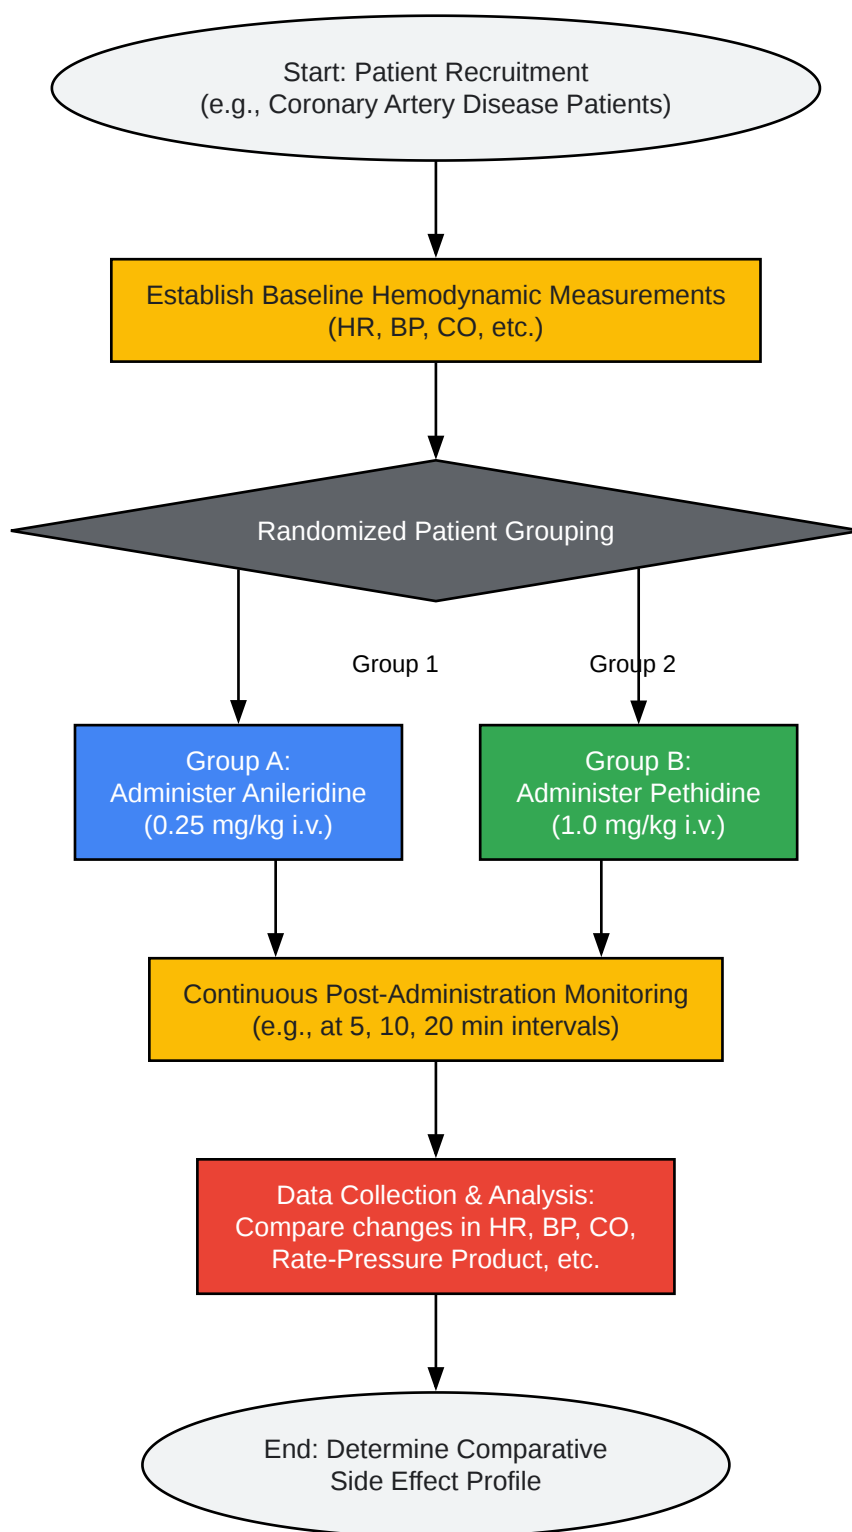 Start: Patient Recruitment
(e.g., Coronary Artery Disease Patients)
Establish Baseline Hemodynamic Measurements
(HR, BP, CO, etc.)
Randomized Patient Grouping
Group 1
Group 2
Group A:
Administer Anileridine
(0.25 mg/kg i.v.)
Group B:
Administer Pethidine
(1.0 mg/kg i.v.)
Continuous Post-Administration Monitoring
(e.g., at 5, 10, 20 min intervals)
Data Collection & Analysis:
Compare changes in HR, BP, CO,
Rate-Pressure Product, etc.
End: Determine Comparative
Side Effect Profile